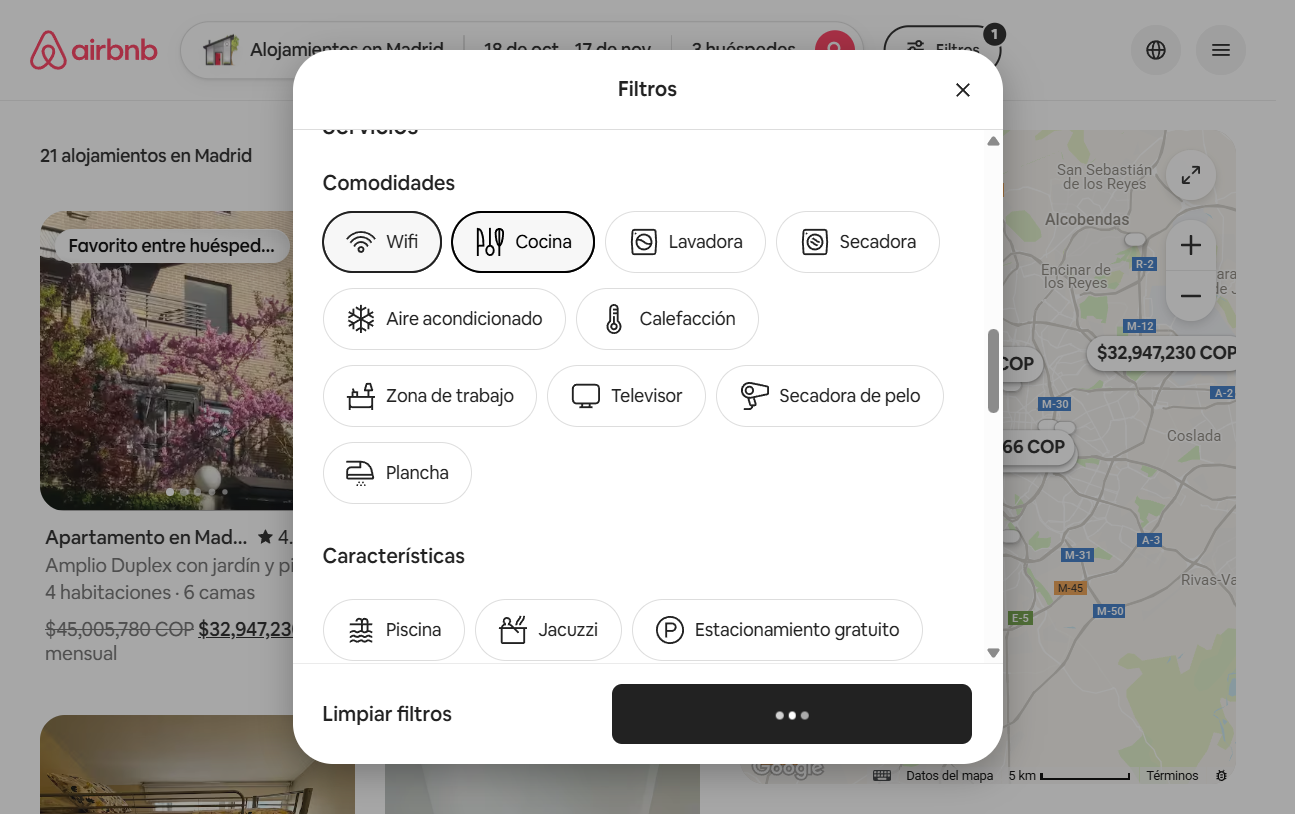 airbnb
Alojamientos en Madrid
18 de oct. - 17 de nov.
3 huéspedes
Filtros
1
Filtros
Servicios
21 alojamientos en Madrid
Comodidades
Favorito entre huésped...
Wifi
Cocina
Lavadora
Secadora
Aire acondicionado
Calefacción
Zona de trabajo
Televisor
Secadora de pelo
Plancha
Características
Piscina
Jacuzzi
Estacionamiento gratuito
Limpiar filtros
Apartamento en Mad...
4.
Amplio Duplex con jardín y
4 habitaciones · 6 camas
$45,005,780 COP $32,947,23
mensual
San Sebastián
de los Reyes
Alcobendas
R-2
Encinar de
los Reyes
M-12
COP
$32,947,230 COP
A-2
M-30
66 COP
Coslada
A-3
M-31
M-45
Rivas-Va
M-50
E-5
Google
Datos del mapa
5 km
Términos